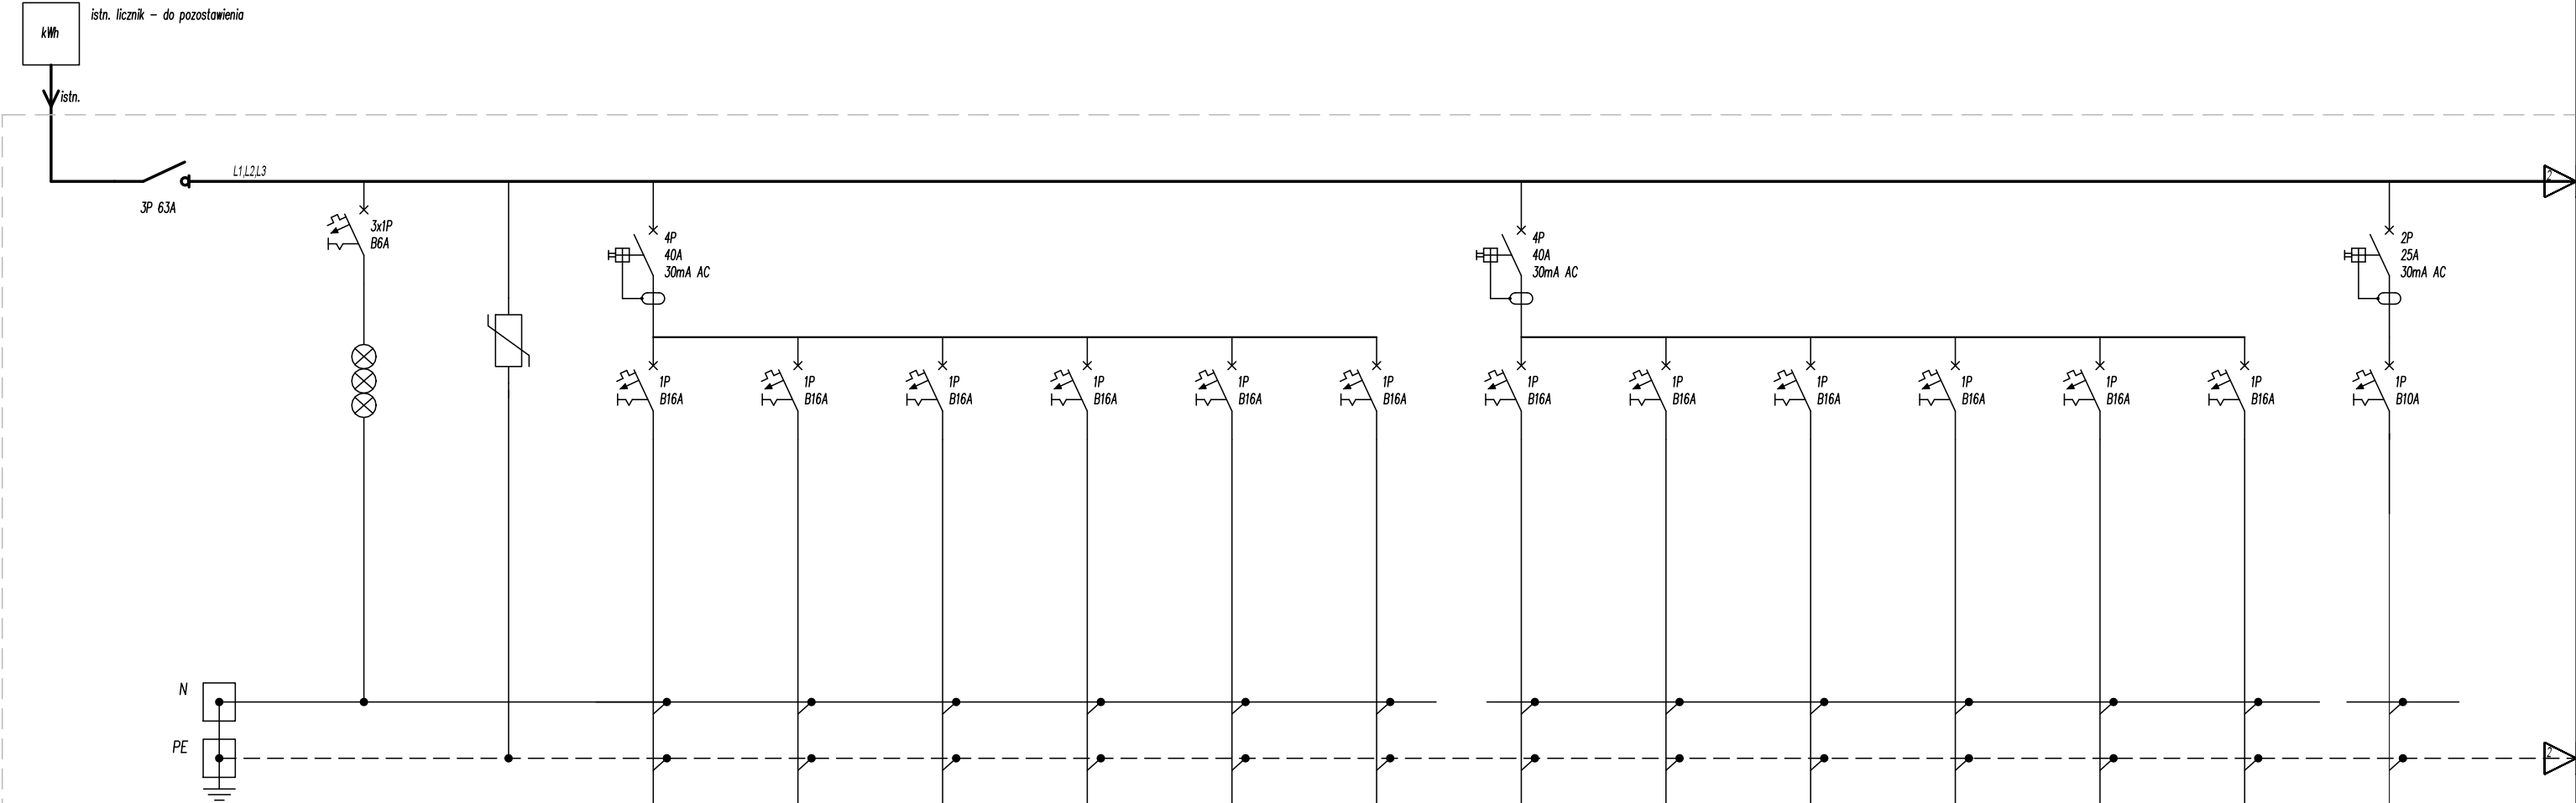 istn. licznik – do pozostawienia
kWh
istn.
L1,L2,L3
2
3P 63A
3x1P
B6A
4P
40A
30mA AC
4P
40A
30mA AC
2P
25A
30mA AC
1P
B16A
1P
B16A
1P
B16A
1P
B16A
1P
B16A
1P
B16A
1P
B16A
1P
B16A
1P
B16A
1P
B16A
1P
B16A
1P
B16A
1P
B10A
N
PE
2